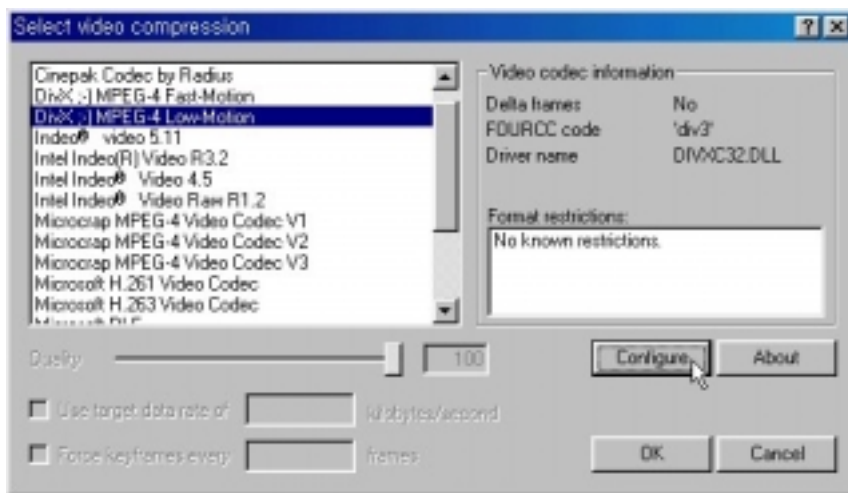 Select video compression
Cinepak Codec by Radius
DivX ;-) MPEG-4 Fast-Motion
DivX ;-) MPEG-4 Low-Motion
Indeo® video 5.11
Intel Indeo(R) Video R3.2
Intel Indeo® Video 4.5
Intel Indeo® Video Raw R1.2
Microcrap MPEG-4 Video Codec V1
Microcrap MPEG-4 Video Codec V2
Microcrap MPEG-4 Video Codec V3
Microsoft H.261 Video Codec
Microsoft H.263 Video Codec
Microsoft RLE
Video codec information
Delta frames No
FOURCC code 'div3'
Driver name DIVXC32.DLL
Format restrictions:
No known restrictions.
Quality 100
Configure
About
Use target data rate of kilobytes/second
Force keyframes every frames
OK
Cancel